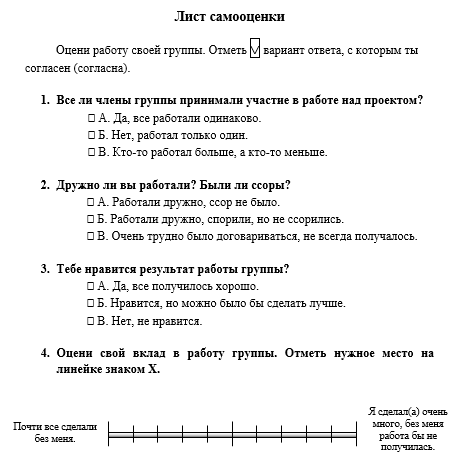 Лист самооценки
Оцени работу своей группы. Отметь V вариант ответа, с которым ты
согласен (согласна).
1. Все ли члены группы принимали участие в работе над проектом?
□ А. Да, все работали одинаково.
□ Б. Нет, работал только один.
□ В. Кто-то работал больше, а кто-то меньше.
2. Дружно ли вы работали? Были ли ссоры?
□ А. Работали дружно, ссор не было.
□ Б. Работали дружно, спорили, но не ссорились.
□ В. Очень трудно было договариваться, не всегда получалось.
3. Тебе нравится результат работы группы?
□ А. Да, все получилось хорошо.
□ Б. Нравится, но можно было бы сделать лучше.
□ В. Нет, не нравится.
4. Оцени свой вклад в работу группы. Отметь нужное место на
линейке знаком Х.
Почти все сделали
без меня.
Я сделал(а) очень
много, без меня
работа бы не
получилась.